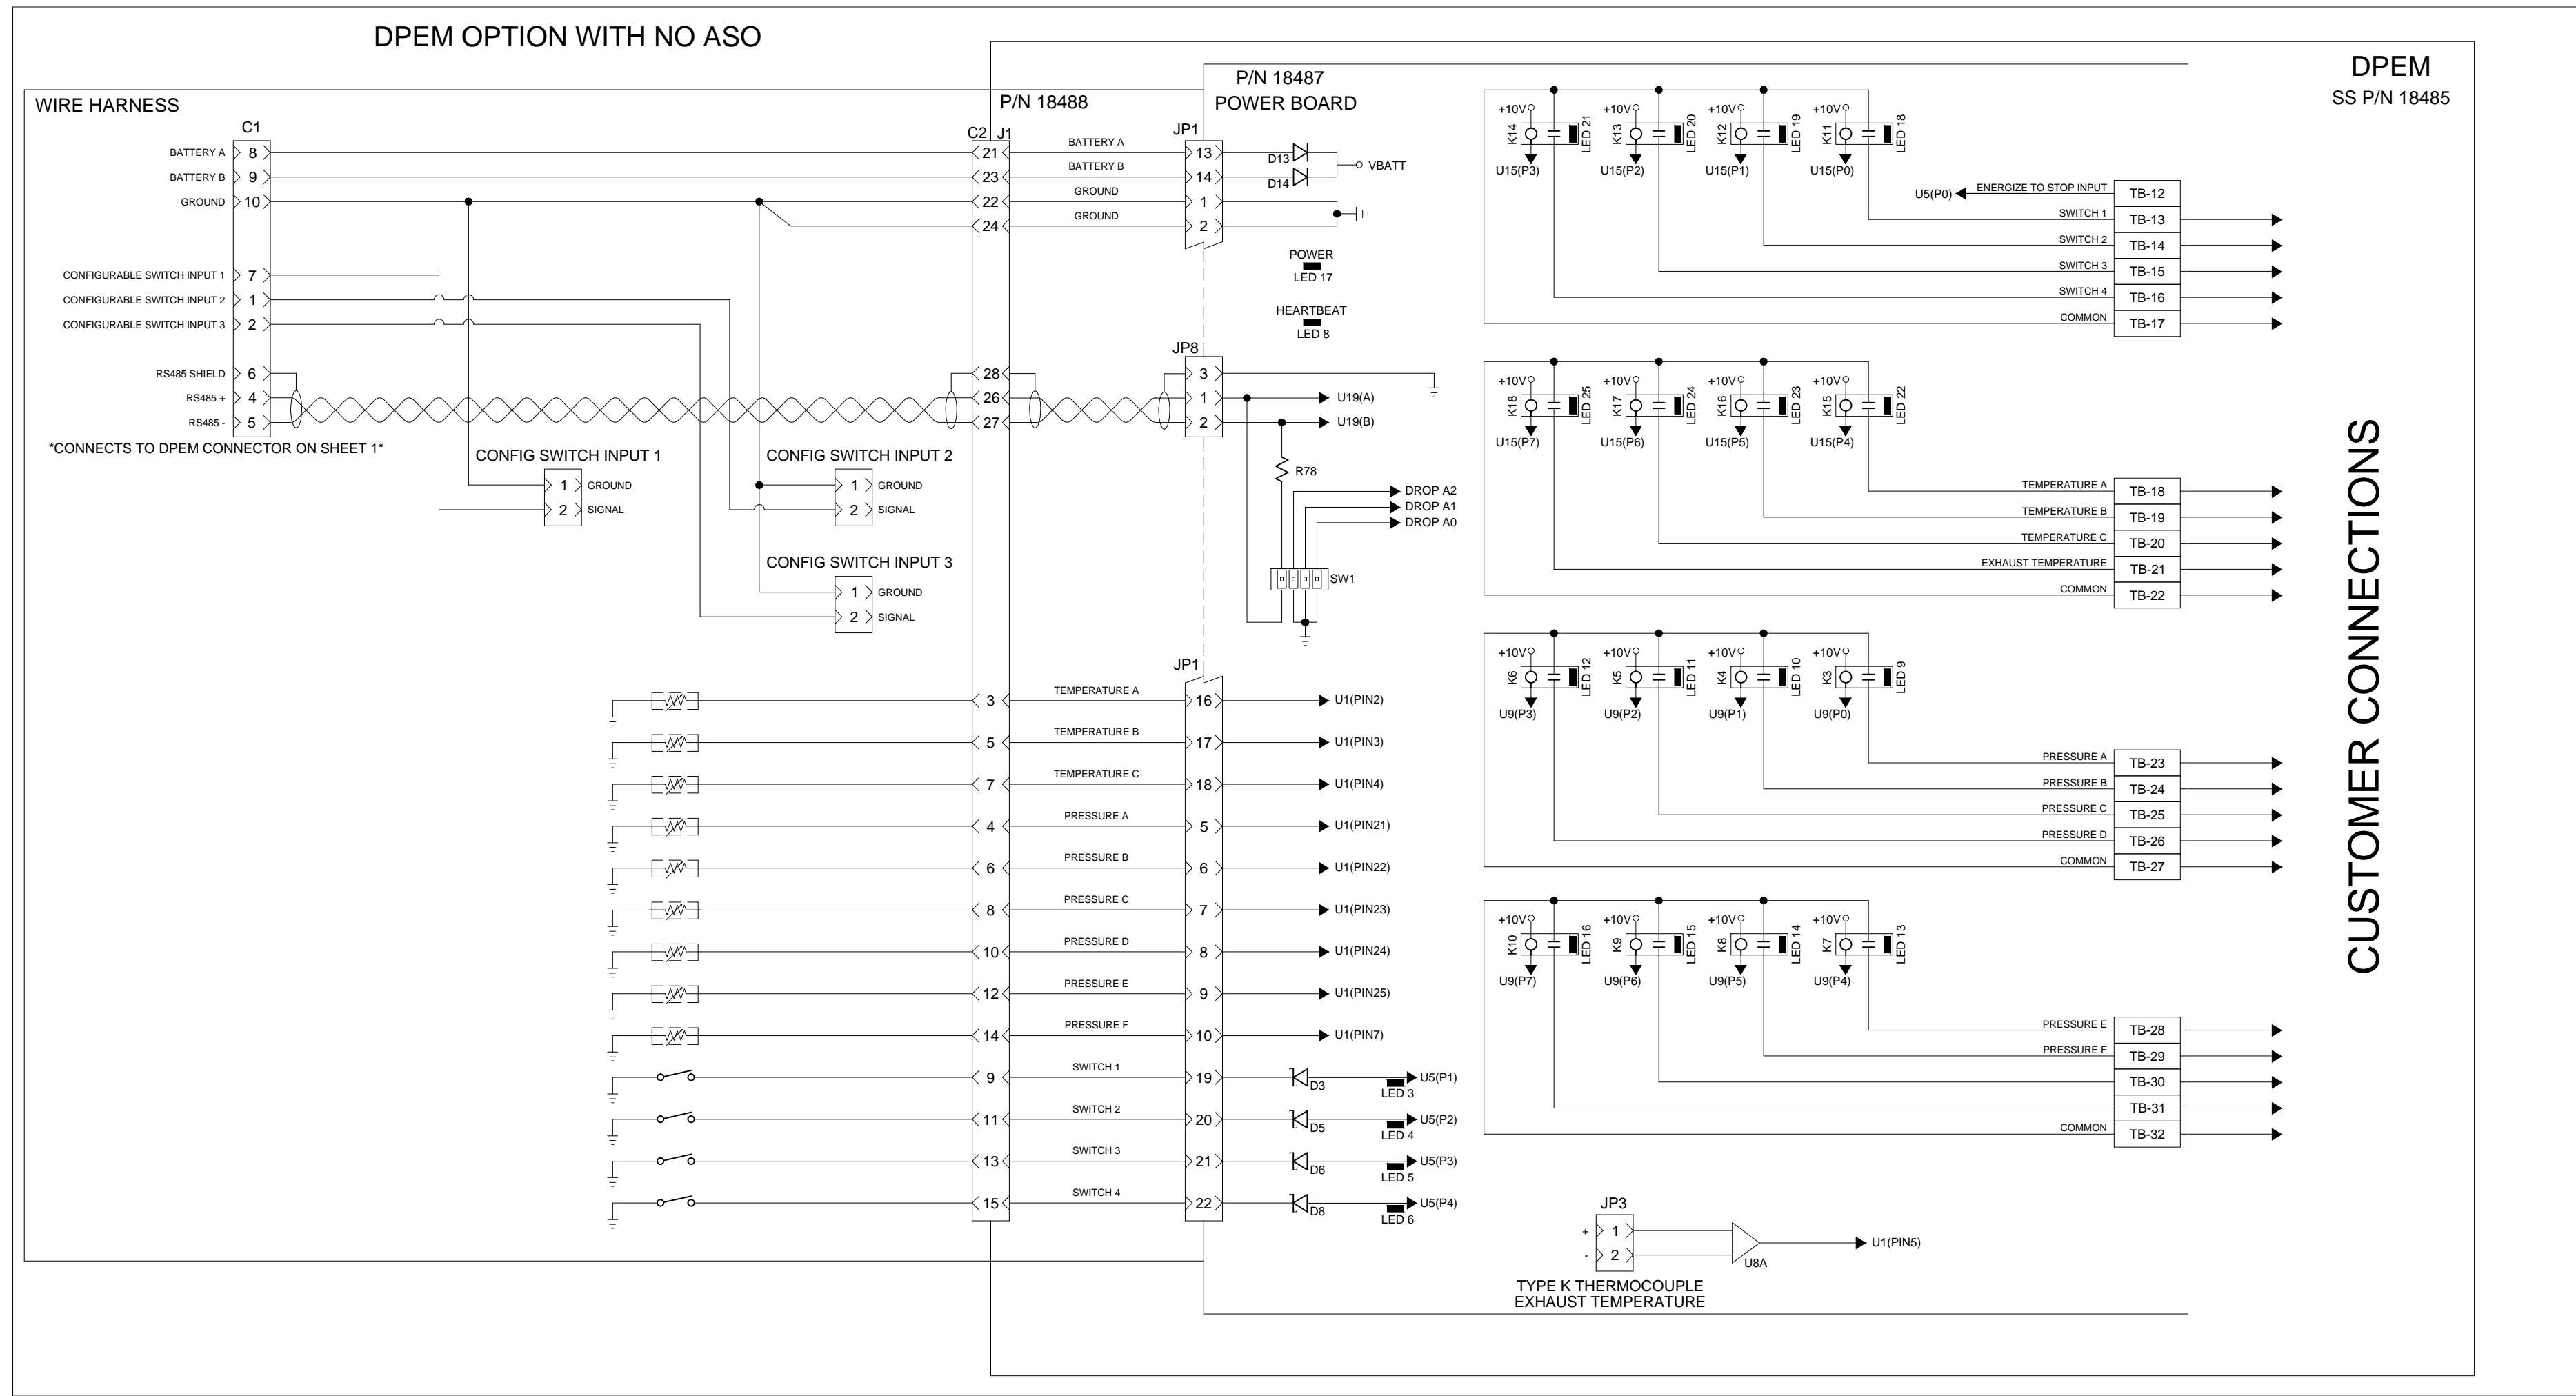 DPEM OPTION WITH NO ASO
DPEM
SS P/N 18485
WIRE HARNESS
P/N 18488
P/N 18487
POWER BOARD
C1
C2 J1
JP1
BATTERY A 8 21 BATTERY A 13 D13
BATTERY B 9 23 BATTERY B 14 D14 VBATT
GROUND 10 22 GROUND 1
24 GROUND 2
CONFIGURABLE SWITCH INPUT 1 7
CONFIGURABLE SWITCH INPUT 2 1
CONFIGURABLE SWITCH INPUT 3 2
POWER
LED 17
HEARTBEAT
LED 8
JP8
RS485 SHIELD 6 28 3
RS485 + 4 26 1 U19(A)
RS485 - 5 27 2 U19(B)
*CONNECTS TO DPEM CONNECTOR ON SHEET 1*
CONFIG SWITCH INPUT 1
1 GROUND
2 SIGNAL
CONFIG SWITCH INPUT 2
1 GROUND
2 SIGNAL
CONFIG SWITCH INPUT 3
1 GROUND
2 SIGNAL
R78
DROP A2
DROP A1
DROP A0
SW1
JP1
3 TEMPERATURE A 16 U1(PIN2)
5 TEMPERATURE B 17 U1(PIN3)
7 TEMPERATURE C 18 U1(PIN4)
4 PRESSURE A 5 U1(PIN21)
6 PRESSURE B 6 U1(PIN22)
8 PRESSURE C 7 U1(PIN23)
10 PRESSURE D 8 U1(PIN24)
12 PRESSURE E 9 U1(PIN25)
14 PRESSURE F 10 U1(PIN7)
9 SWITCH 1 19 D3 U5(P1)
LED 3
11 SWITCH 2 20 D5 U5(P2)
LED 4
13 SWITCH 3 21 D6 U5(P3)
LED 5
15 SWITCH 4 22 D8 U5(P4)
LED 6
+10V +10V +10V +10V
K14 LED 21 K13 LED 20 K12 LED 19 K11 LED 18
U15(P3) U15(P2) U15(P1) U15(P0)
U5(P0) ENERGIZE TO STOP INPUT TB-12
SWITCH 1 TB-13
SWITCH 2 TB-14
SWITCH 3 TB-15
SWITCH 4 TB-16
COMMON TB-17
+10V +10V +10V +10V
K18 LED 25 K17 LED 24 K16 LED 23 K15 LED 22
U15(P7) U15(P6) U15(P5) U15(P4)
TEMPERATURE A TB-18
TEMPERATURE B TB-19
TEMPERATURE C TB-20
EXHAUST TEMPERATURE TB-21
COMMON TB-22
+10V +10V +10V +10V
K6 LED 12 K5 LED 11 K4 LED 10 K3 LED 9
U9(P3) U9(P2) U9(P1) U9(P0)
PRESSURE A TB-23
PRESSURE B TB-24
PRESSURE C TB-25
PRESSURE D TB-26
COMMON TB-27
+10V +10V +10V +10V
K10 LED 16 K9 LED 15 K8 LED 14 K7 LED 13
U9(P7) U9(P6) U9(P5) U9(P4)
PRESSURE E TB-28
PRESSURE F TB-29
TB-30
TB-31
COMMON TB-32
JP3
+ 1
- 2
U8A
U1(PIN5)
TYPE K THERMOCOUPLE
EXHAUST TEMPERATURE
CUSTOMER CONNECTIONS